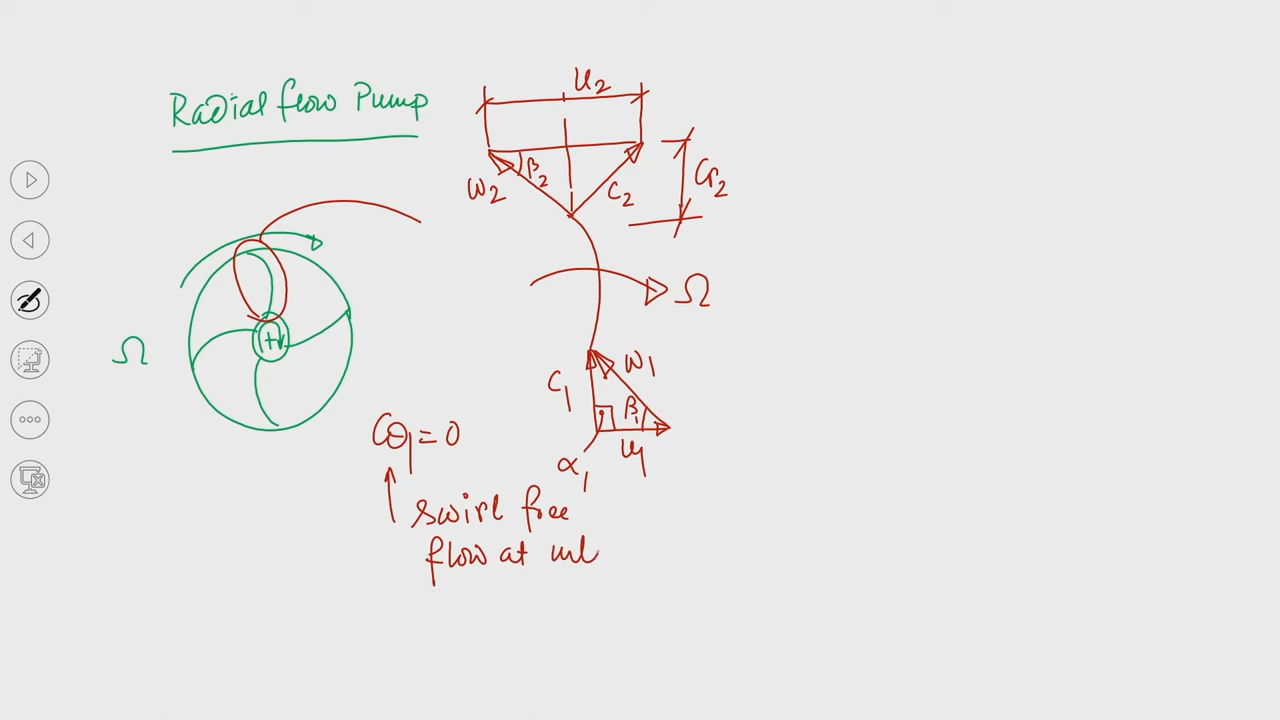 Radial flow Pump
U2
β2
W2
C2
Cr2
Ω
Ω
W1
C1
β1
U1
α1
Cθ1 = 0
swirl free
flow at inl